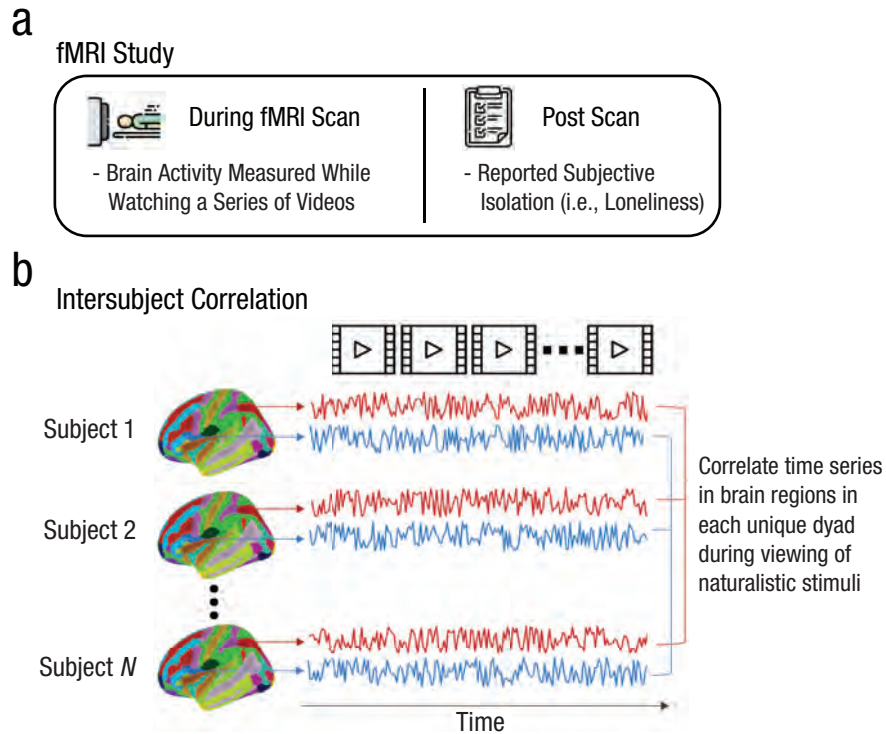 a
fMRI Study
During fMRI Scan
- Brain Activity Measured While
Watching a Series of Videos
Post Scan
- Reported Subjective
Isolation (i.e., Loneliness)
b
Intersubject Correlation
Subject 1
Subject 2
Subject N
Correlate time series
in brain regions in
each unique dyad
during viewing of
naturalistic stimuli
Time